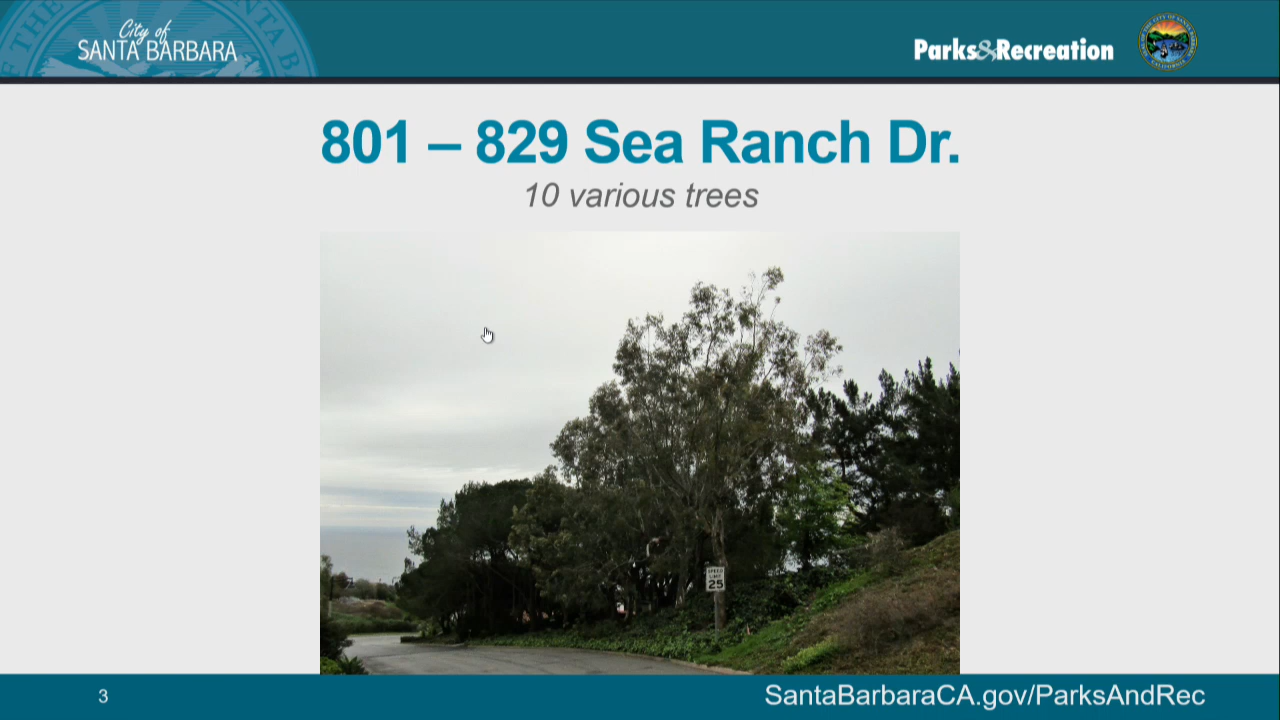 City of
SANTA BARBARA
Parks&Recreation
801 – 829 Sea Ranch Dr.
10 various trees
SPEED
LIMIT
25
3
SantaBarbaraCA.gov/ParksAndRec